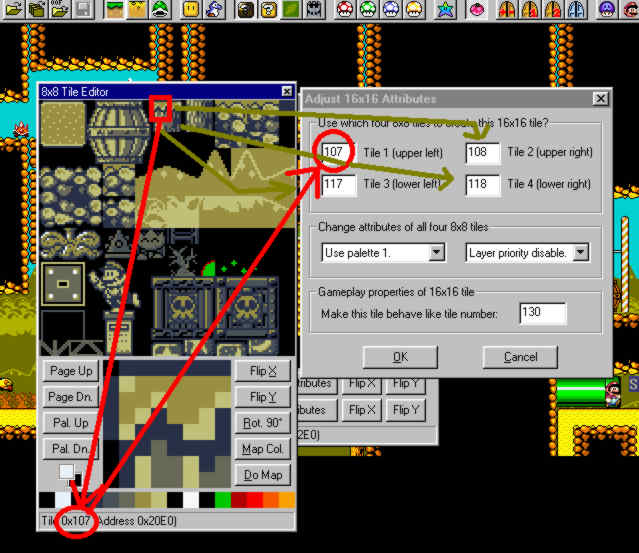 OFF
8x8 Tile Editor
Adjust 16x16 Attributes
Use which four 8x8 tiles to create this 16x16 tile?
107 Tile 1 (upper left) 108 Tile 2 (upper right)
117 Tile 3 (lower left) 118 Tile 4 (lower right)
Change attributes of all four 8x8 tiles
Use palette 1. Layer priority disable.
Gameplay properties of 16x16 tile
Make this tile behave like tile number: 130
OK Cancel
Page Up Flip X
Page Dn. Flip Y
Pal. Up Rot. 90°
Pal. Dn. Map Col.
Do Map
ttributes Flip X Flip Y
ibutes Flip X Flip Y
2E0)
S
Tile 0x107 (Address 0x20E0)